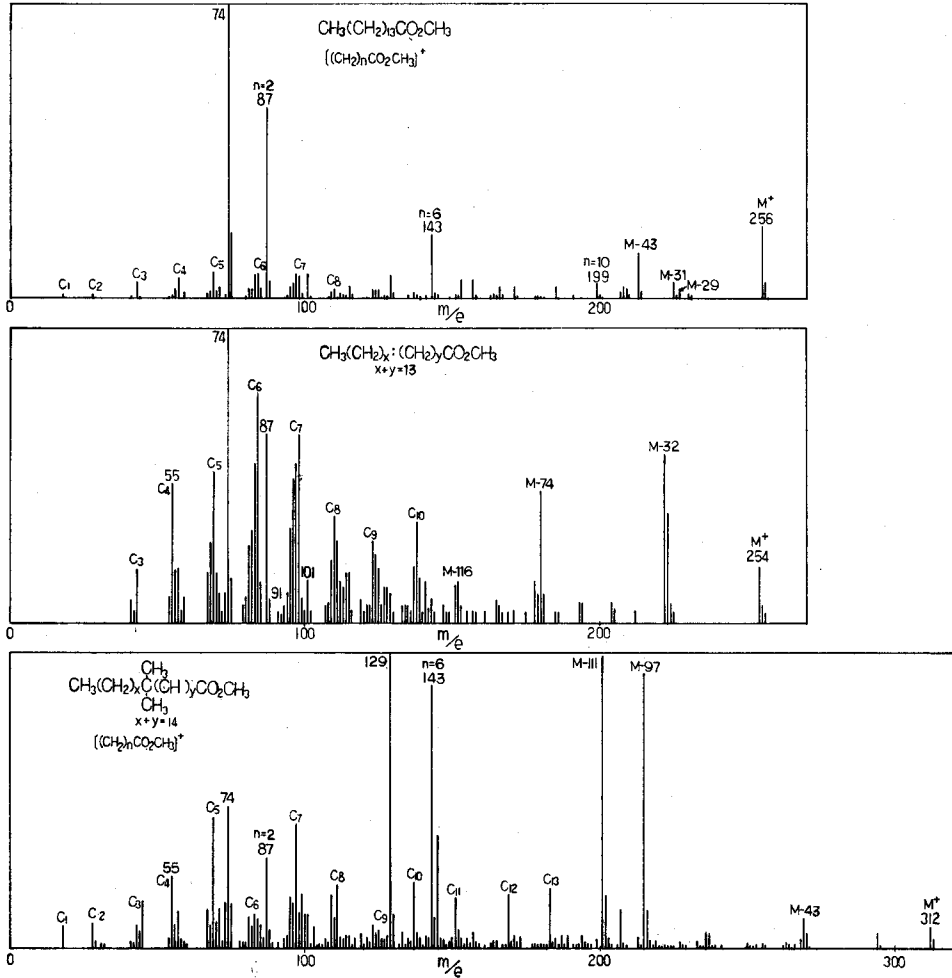 74
CH3(CH2)13CO2CH3
[((CH2)nCO2CH3]+
n=2
87
n=6
143
M+
256
C1 C2 C3 C4 C5 C6 C7 C8
n=10
199
M-43
M-31
M-29
0 100 200
m/e
74
CH3(CH2)x:(CH2)yCO2CH3
x+y=13
C3
C4
55
C5
C6
87
C7
91
101
C8
C9
C10
M-116
M-74
M-32
M+
254
0 100 200
m/e
CH3
CH3(CH2)xC(CH)yCO2CH3
CH3
x+y=14
[((CH2)nCO2CH3]+
129
n=6
143
M-111
M-97
C1 C2 C3 C4
55
C5
74
C6
n=2
87
C7
C8
C9
C10
C11
C12
C13
M-43
M+
312
0 100 200 300
m/e